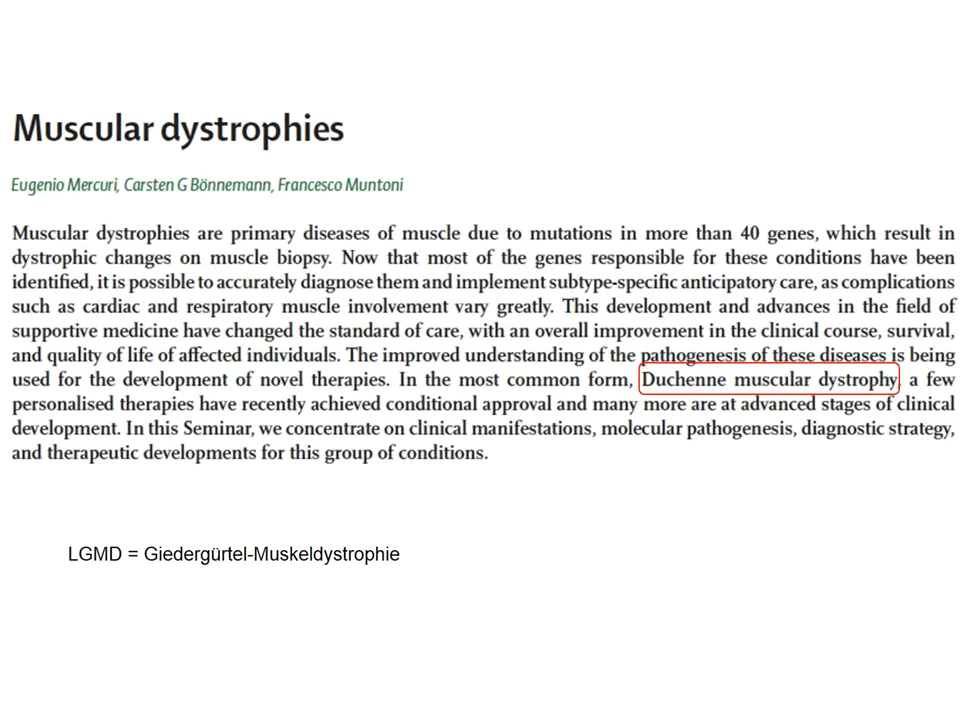 Muscular dystrophies
Eugenio Mercuri, Carsten G Bönnemann, Francesco Muntoni
Muscular dystrophies are primary diseases of muscle due to mutations in more than 40 genes, which result in
dystrophic changes on muscle biopsy. Now that most of the genes responsible for these conditions have been
identified, it is possible to accurately diagnose them and implement subtype-specific anticipatory care, as complications
such as cardiac and respiratory muscle involvement vary greatly. This development and advances in the field of
supportive medicine have changed the standard of care, with an overall improvement in the clinical course, survival,
and quality of life of affected individuals. The improved understanding of the pathogenesis of these diseases is being
used for the development of novel therapies. In the most common form, Duchenne muscular dystrophy, a few
personalised therapies have recently achieved conditional approval and many more are at advanced stages of clinical
development. In this Seminar, we concentrate on clinical manifestations, molecular pathogenesis, diagnostic strategy,
and therapeutic developments for this group of conditions.
LGMD = Giedergürtel-Muskeldystrophie